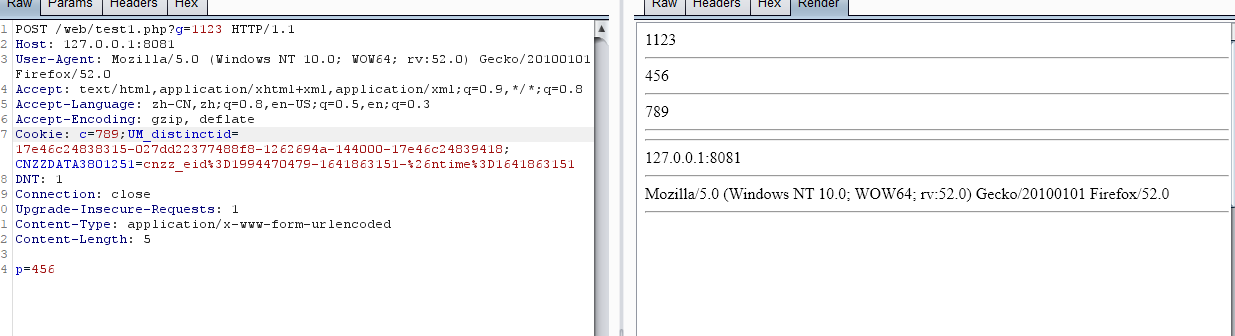 Raw Params Headers Hex
1 POST /web/test1.php?g=1123 HTTP/1.1
2 Host: 127.0.0.1:8081
3 User-Agent: Mozilla/5.0 (Windows NT 10.0; WOW64; rv:52.0) Gecko/20100101
Firefox/52.0
4 Accept: text/html,application/xhtml+xml,application/xml;q=0.9,*/*;q=0.8
5 Accept-Language: zh-CN,zh;q=0.8,en-US;q=0.5,en;q=0.3
6 Accept-Encoding: gzip, deflate
7 Cookie: c=789;UM_distinctid=
17e46c24838315-027dd22377488f8-1262694a-144000-17e46c24839418;
CNZZDATA3801251=cnzz_eid%3D1994470479-1641863151-%26ntime%3D1641863151
8 DNT: 1
9 Connection: close
0 Upgrade-Insecure-Requests: 1
1 Content-Type: application/x-www-form-urlencoded
2 Content-Length: 5
3
4 p=456
Raw Headers Hex Render
1123
456
789
127.0.0.1:8081
Mozilla/5.0 (Windows NT 10.0; WOW64; rv:52.0) Gecko/20100101 Firefox/52.0